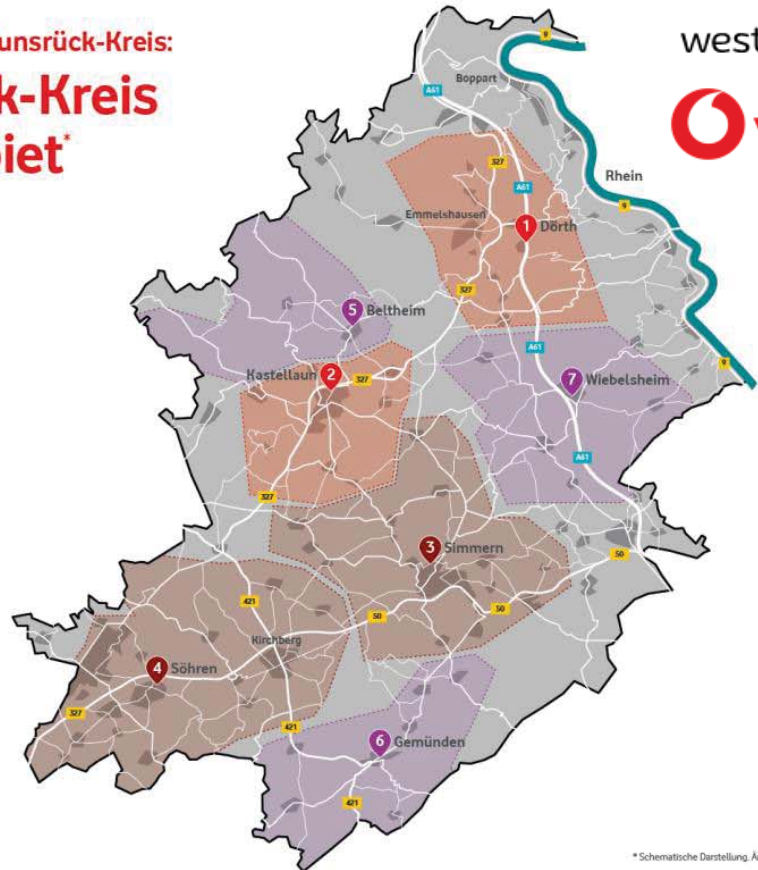 unsrück-Kreis:
k-Kreis
iet*
west
Boppart
Rhein
Emmelshausen
1 Dörth
5 Beltheim
Kastellaun 2
7 Wiebelsheim
3 Simmern
Kirchberg
4 Söhren
6 Gemünden
9
A61
327
A61
9
327
A61
9
327
A61
327
50
421
50
50
327
421
421
* Schematische Darstellung.